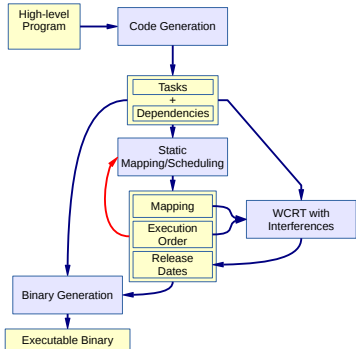 High-level
Program
Code Generation
Tasks
+
Dependencies
Static
Mapping/Scheduling
Mapping
Execution
Order
Release
Dates
WCRT with
Interferences
Binary Generation
Executable Binary